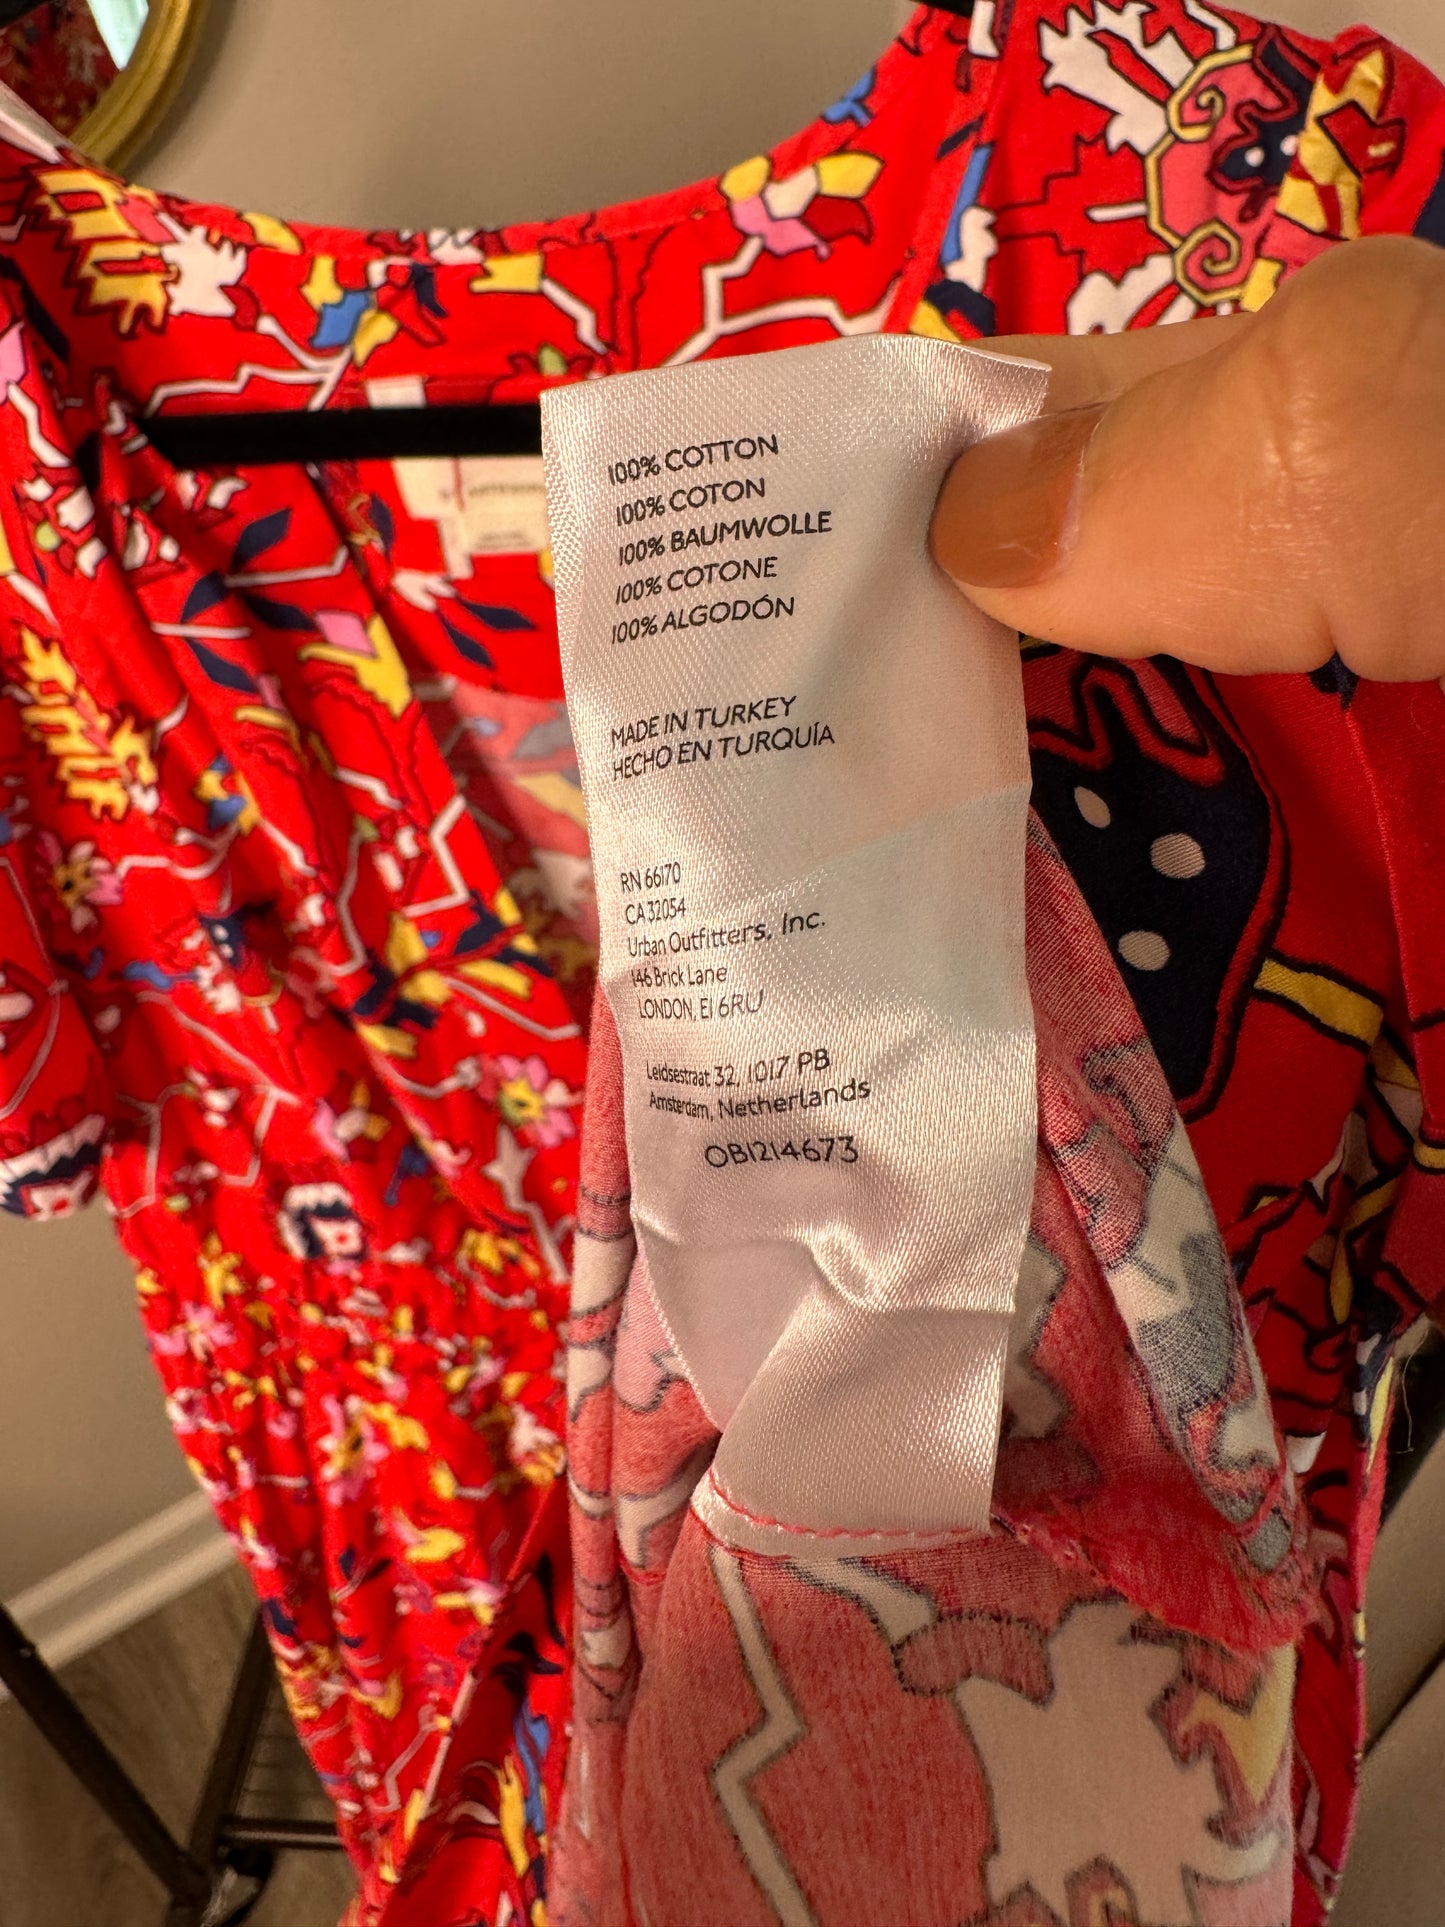 100% COTTON
100% COTON
100% BAUMWOLLE
100% COTONE
100% ALGODÓN
MADE IN TURKEY
HECHO EN TURQUÍA
RN 66170
CA 32054
Urban Outfitters, Inc.
146 Brick Lane
LONDON, E1 6RU
Leidsestraat 32, 1017 PB
Amsterdam, Netherlands
OB1214673